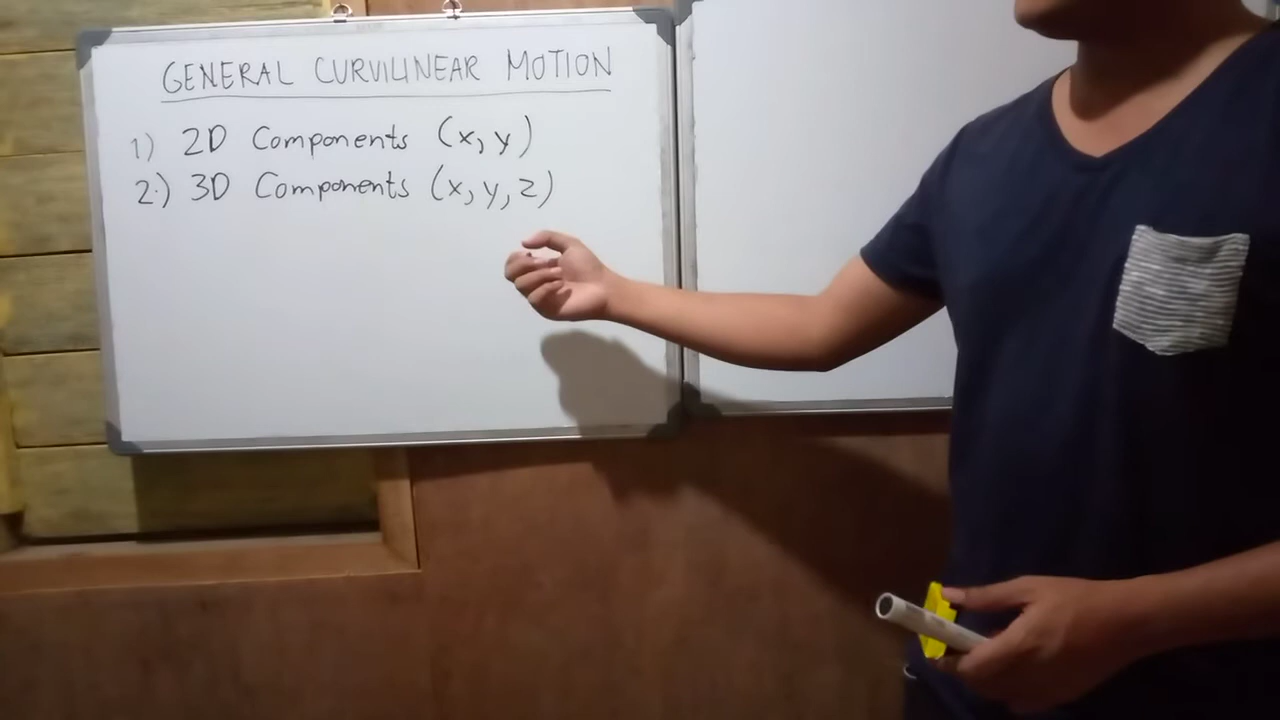 GENERAL CURVILINEAR MOTION
1) 2D Components (x, y)
2.) 3D Components (x, y, z)